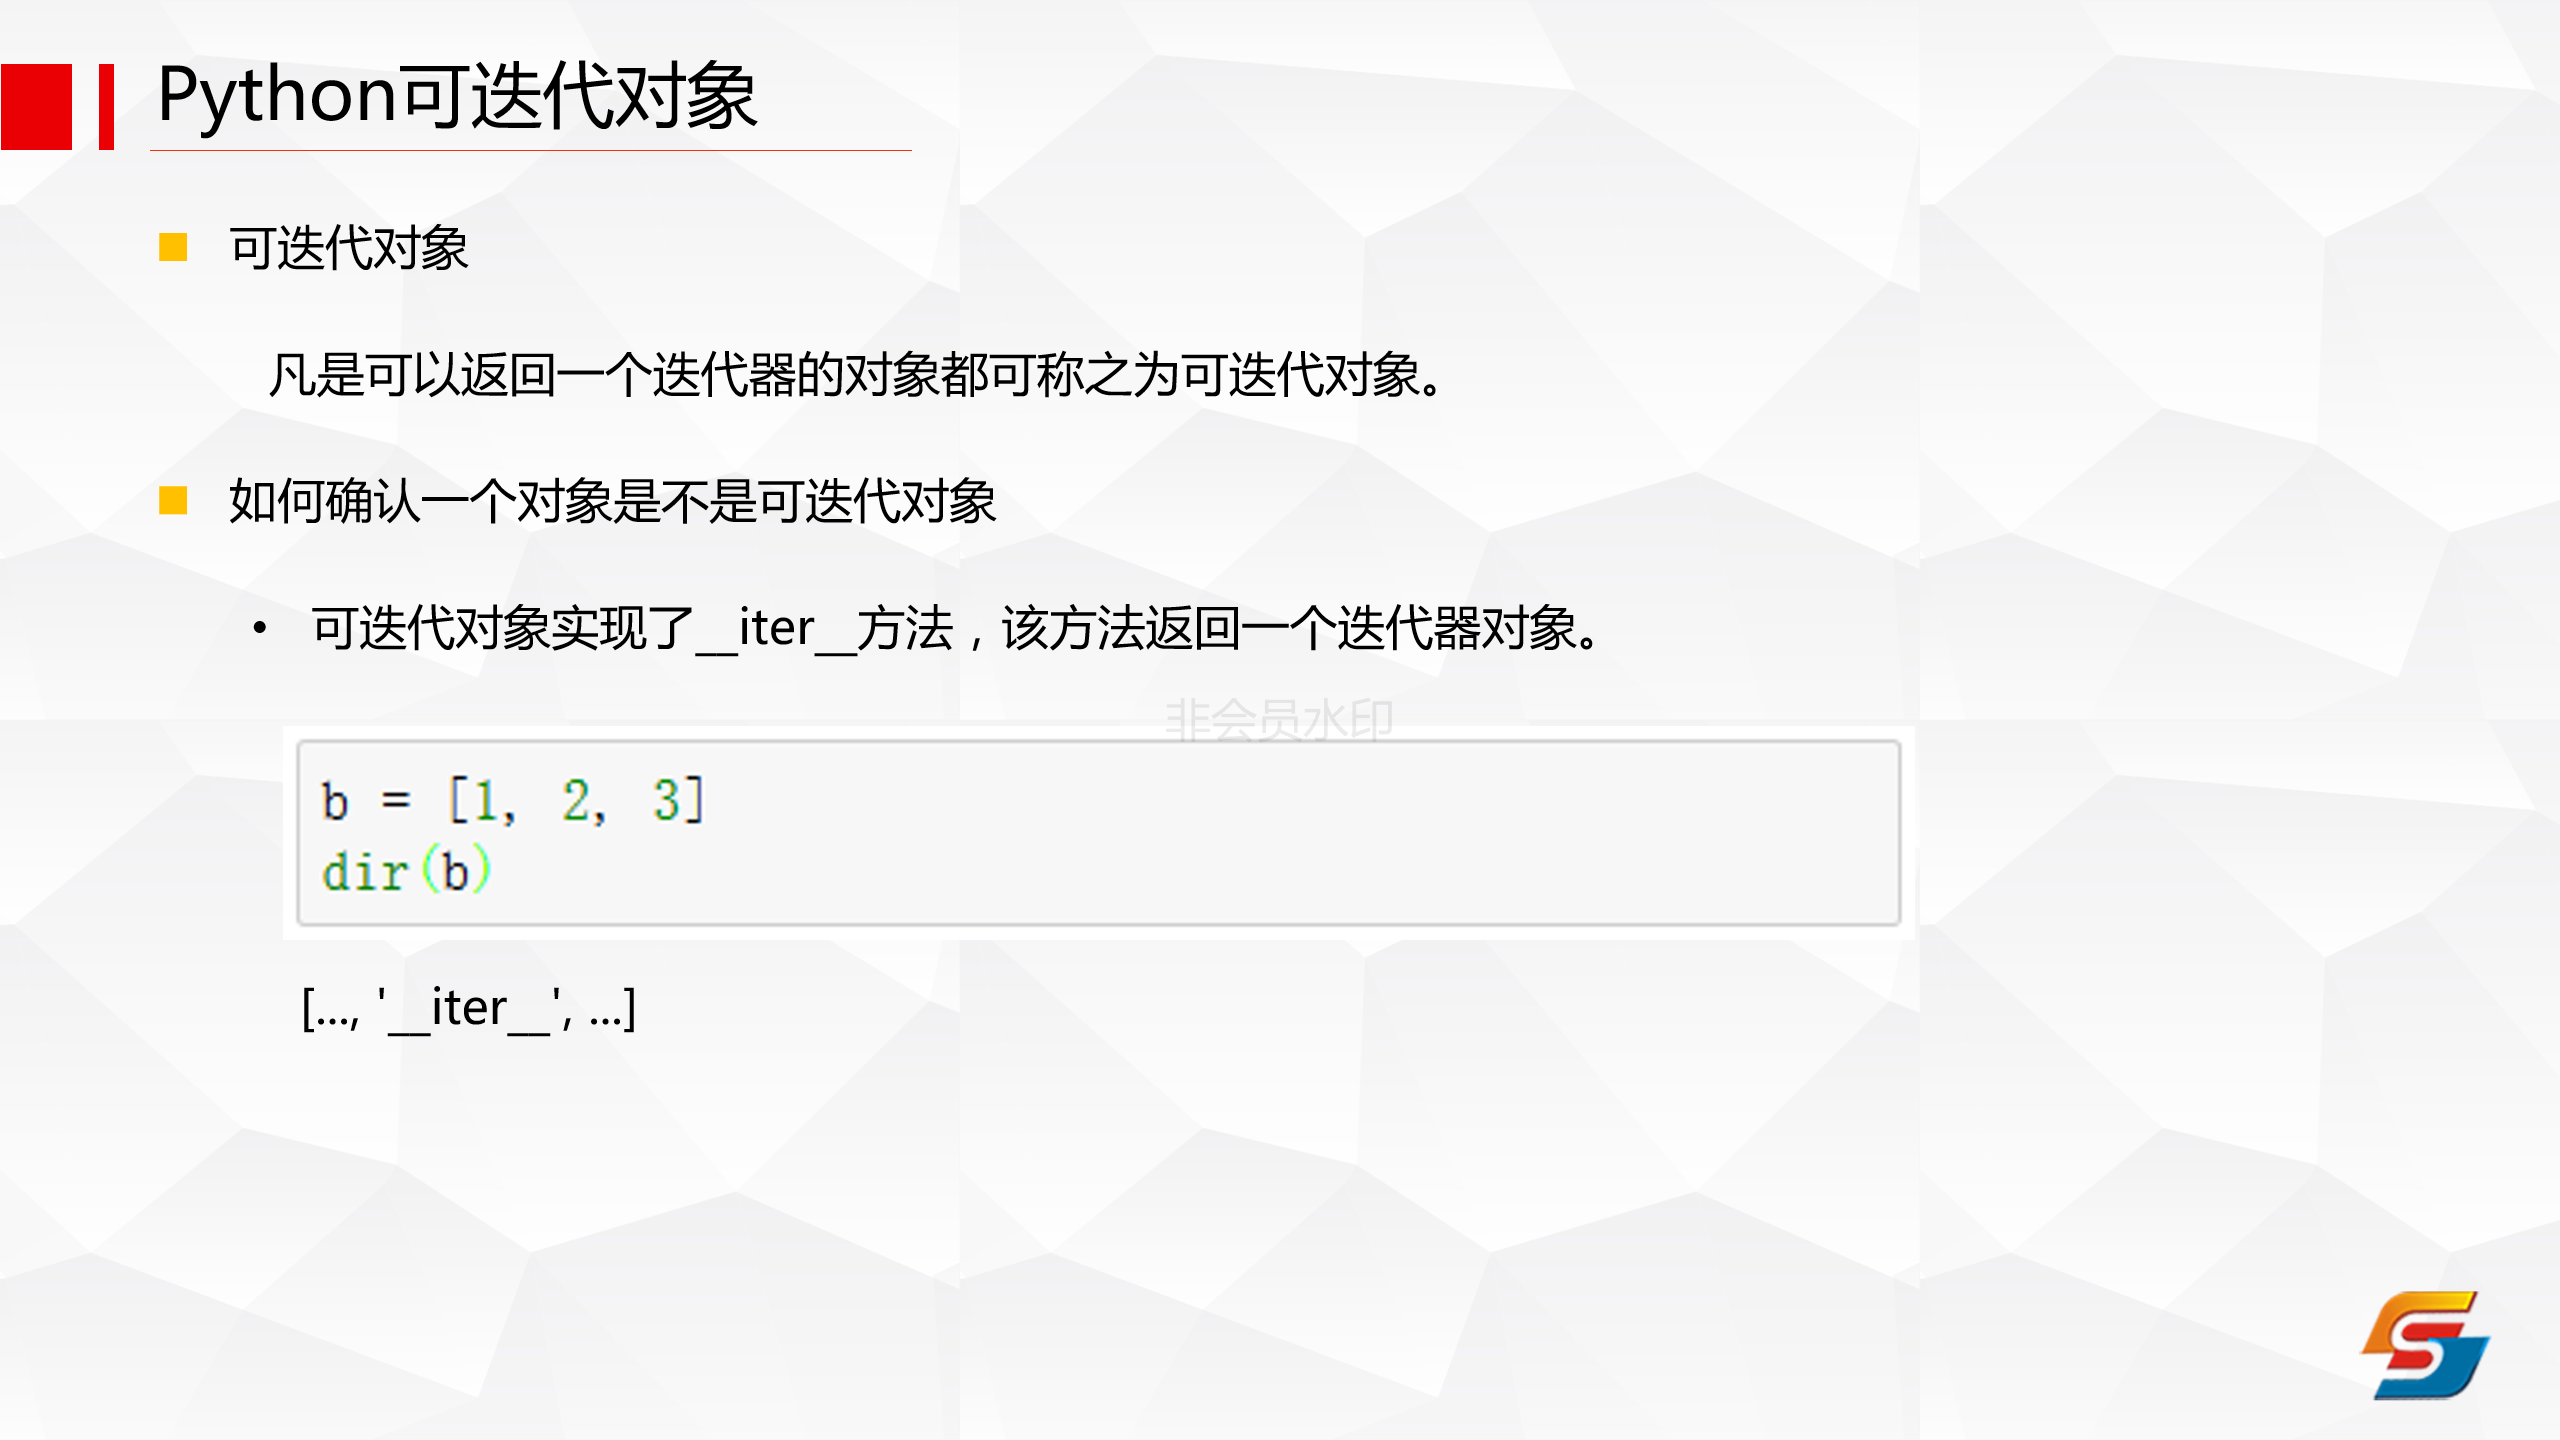 Python可迭代对象
可迭代对象
凡是可以返回一个迭代器的对象都可称之为可迭代对象。
如何确认一个对象是不是可迭代对象
• 可迭代对象实现了__iter__方法，该方法返回一个迭代器对象。
非会员水印
b = [1, 2, 3]
dir(b)
[..., '__iter__', ...]